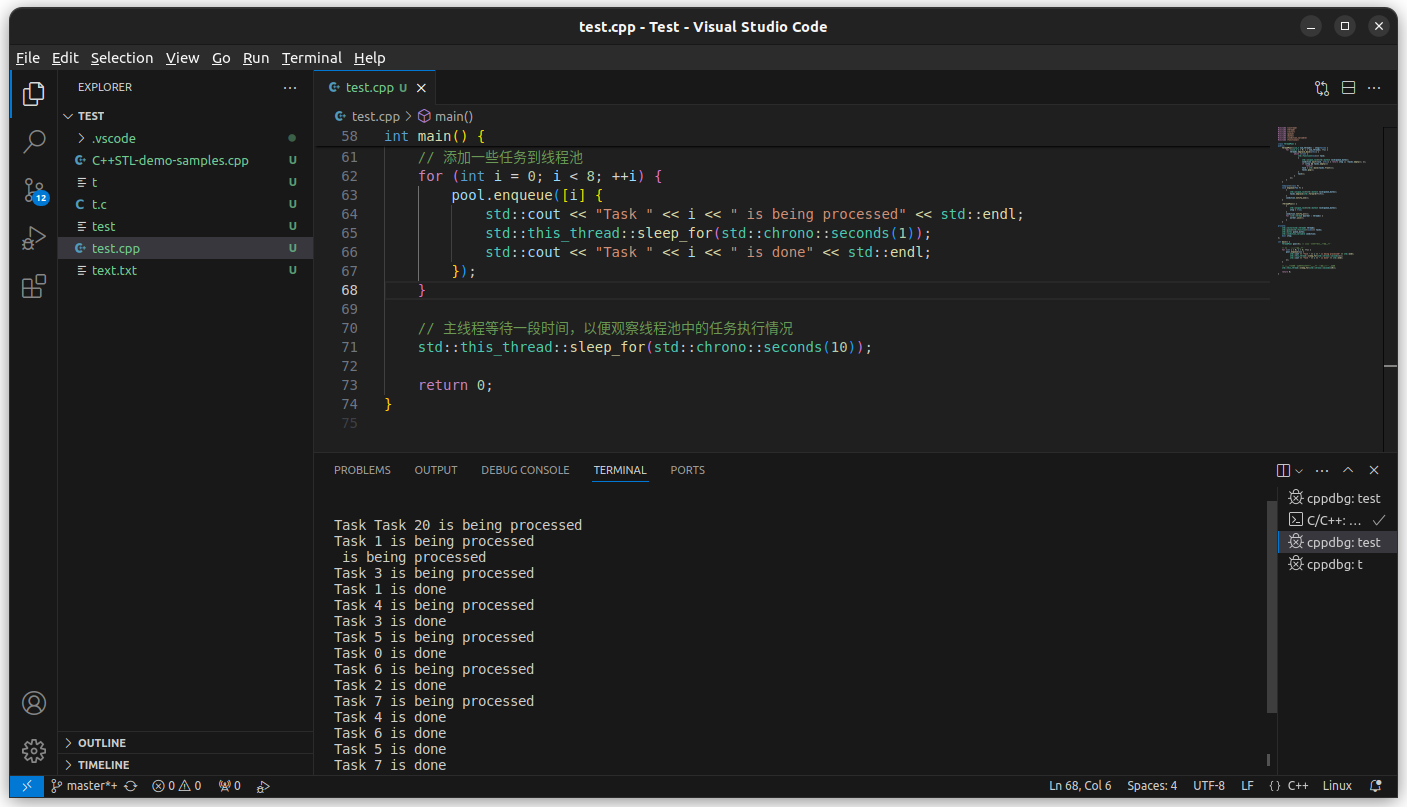 test.cpp - Test - Visual Studio Code
File Edit Selection View Go Run Terminal Help
EXPLORER
TEST
.vscode
C++STL-demo-samples.cpp U
t U
t.c U
test U
test.cpp U
text.txt U
12
OUTLINE
TIMELINE
test.cpp U
test.cpp > main()
58 int main() {
61 // 添加一些任务到线程池
62 for (int i = 0; i < 8; ++i) {
63 pool.enqueue([i] {
64 std::cout << "Task " << i << " is being processed" << std::endl;
65 std::this_thread::sleep_for(std::chrono::seconds(1));
66 std::cout << "Task " << i << " is done" << std::endl;
67 });
68 }
69
70 // 主线程等待一段时间，以便观察线程池中的任务执行情况
71 std::this_thread::sleep_for(std::chrono::seconds(10));
72
73 return 0;
74 }
75
PROBLEMS OUTPUT DEBUG CONSOLE TERMINAL PORTS
Task Task 20 is being processed
Task 1 is being processed
is being processed
Task 3 is being processed
Task 1 is done
Task 4 is being processed
Task 3 is done
Task 5 is being processed
Task 0 is done
Task 6 is being processed
Task 2 is done
Task 7 is being processed
Task 4 is done
Task 6 is done
Task 5 is done
Task 7 is done
cppdbg: test
C/C++: ...
cppdbg: test
cppdbg: t
master*+ 0 0 0 Ln 68, Col 6 Spaces: 4 UTF-8 LF {} C++ Linux